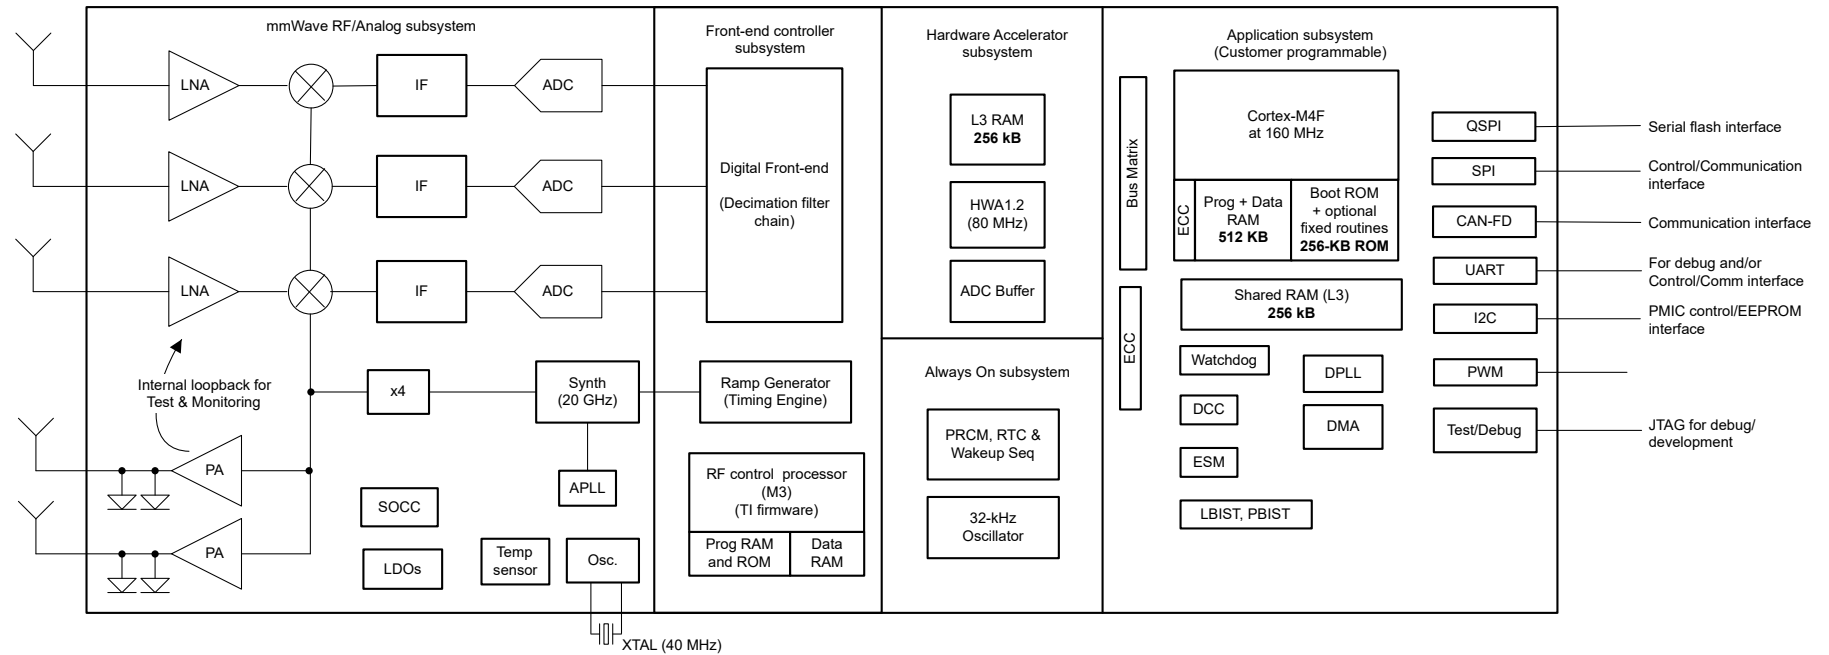 mmWave RF/Analog subsystem
LNA
IF
ADC
LNA
IF
ADC
LNA
IF
ADC
Internal loopback for
Test & Monitoring
x4
Synth
(20 GHz)
PA
APLL
SOCC
PA
LDOs
Temp
sensor
Osc.
XTAL (40 MHz)
Front-end controller
subsystem
Digital Front-end
(Decimation filter
chain)
Ramp Generator
(Timing Engine)
RF control processor
(M3)
(TI firmware)
Prog RAM
and ROM
Data
RAM
Hardware Accelerator
subsystem
L3 RAM
256 kB
HWA1.2
(80 MHz)
ADC Buffer
Always On subsystem
PRCM, RTC &
Wakeup Seq
32-kHz
Oscillator
Application subsystem
(Customer programmable)
Bus Matrix
Cortex-M4F
at 160 MHz
ECC
Prog + Data
RAM
512 KB
Boot ROM
+ optional
fixed routines
256-KB ROM
ECC
Shared RAM (L3)
256 kB
Watchdog
DPLL
DCC
DMA
ESM
LBIST, PBIST
QSPI
Serial flash interface
SPI
Control/Communication
interface
CAN-FD
Communication interface
UART
For debug and/or
Control/Comm interface
I2C
PMIC control/EEPROM
interface
PWM
Test/Debug
JTAG for debug/
development